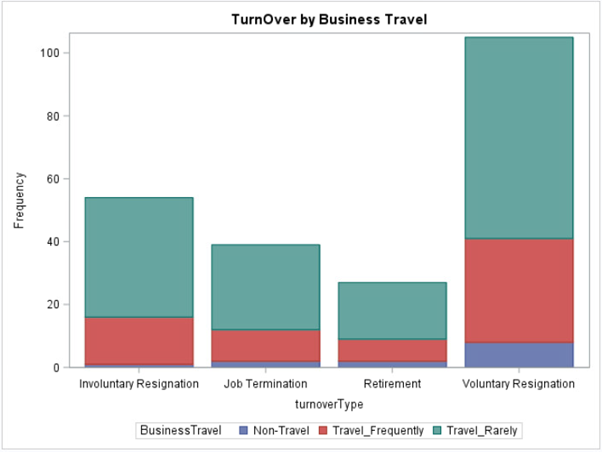 TurnOver by Business Travel
100
80
60
40
20
0
Frequency
Involuntary Resignation Job Termination Retirement Voluntary Resignation
turnoverType
BusinessTravel Non-Travel Travel_Frequently Travel_Rarely